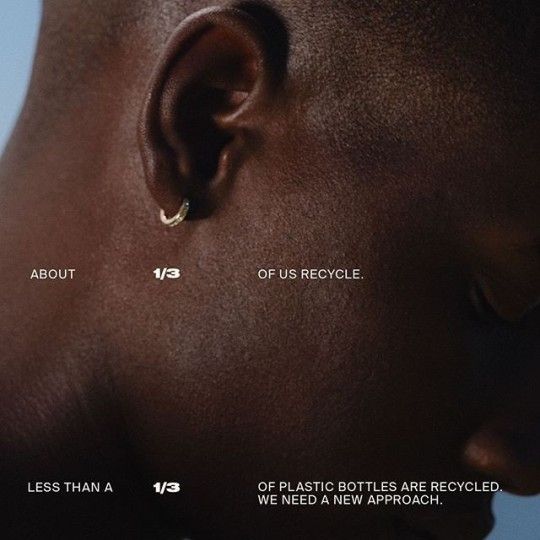 ABOUT 1/3 OF US RECYCLE.
LESS THAN A 1/3 OF PLASTIC BOTTLES ARE RECYCLED.
WE NEED A NEW APPROACH.